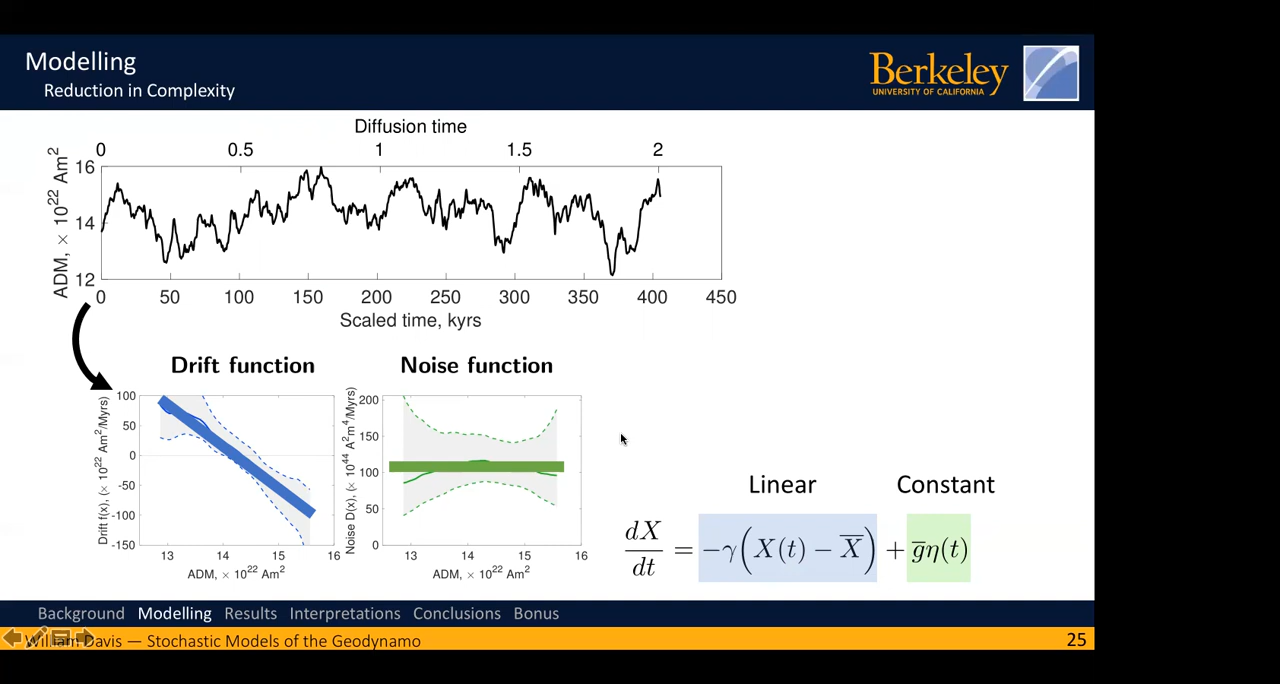 Modelling
Reduction in Complexity
Berkeley
UNIVERSITY OF CALIFORNIA
Diffusion time
0 0.5 1 1.5 2
ADM, × 10²² Am²
16
14
12
0 50 100 150 200 250 300 350 400 450
Scaled time, kyrs
Drift function
Noise function
Drift f(x), (× 10²² Am²/Myrs)
100
50
0
-50
-100
-150
13 14 15 16
ADM, × 10²² Am²
Noise D(x), (× 10⁴⁴ A²m⁴/Myrs)
200
150
100
50
0
13 14 15 16
ADM, × 10²² Am²
Linear Constant
dX/dt = −γ(X(t) − X̅) + g̅η(t)
Background Modelling Results Interpretations Conclusions Bonus
William Davis — Stochastic Models of the Geodynamo
25